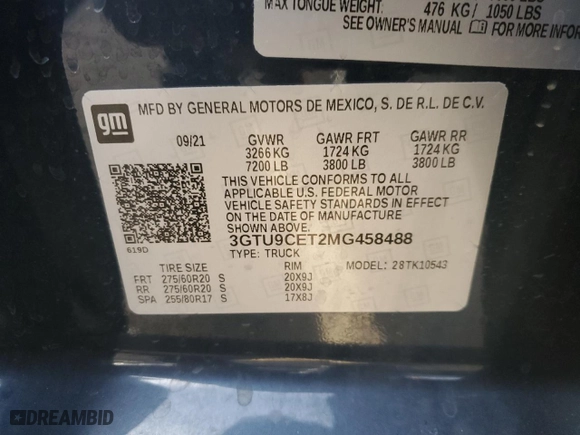 MAX TONGUE WEIGHT. 476 KG/ 1050 LBS
SEE OWNER'S MANUAL FOR MORE INFORM
gm
MFD BY GENERAL MOTORS DE MEXICO, S. DE R.L. DE C.V.
09/21 GVWR GAWR FRT GAWR RR
3266 KG 1724 KG 1724 KG
7200 LB 3800 LB 3800 LB
THIS VEHICLE CONFORMS TO ALL
APPLICABLE U.S. FEDERAL MOTOR
VEHICLE SAFETY STANDARDS IN EFFECT
ON THE DATE OF MANUFACTURE SHOWN ABOVE.
3GTU9CET2MG458488
619D TYPE: TRUCK
TIRE SIZE RIM MODEL: 28TK10543
FRT 275/60R20 S 20X9J
RR 275/60R20 S 20X9J
SPA 255/80R17 S 17X8J
DREAMBID